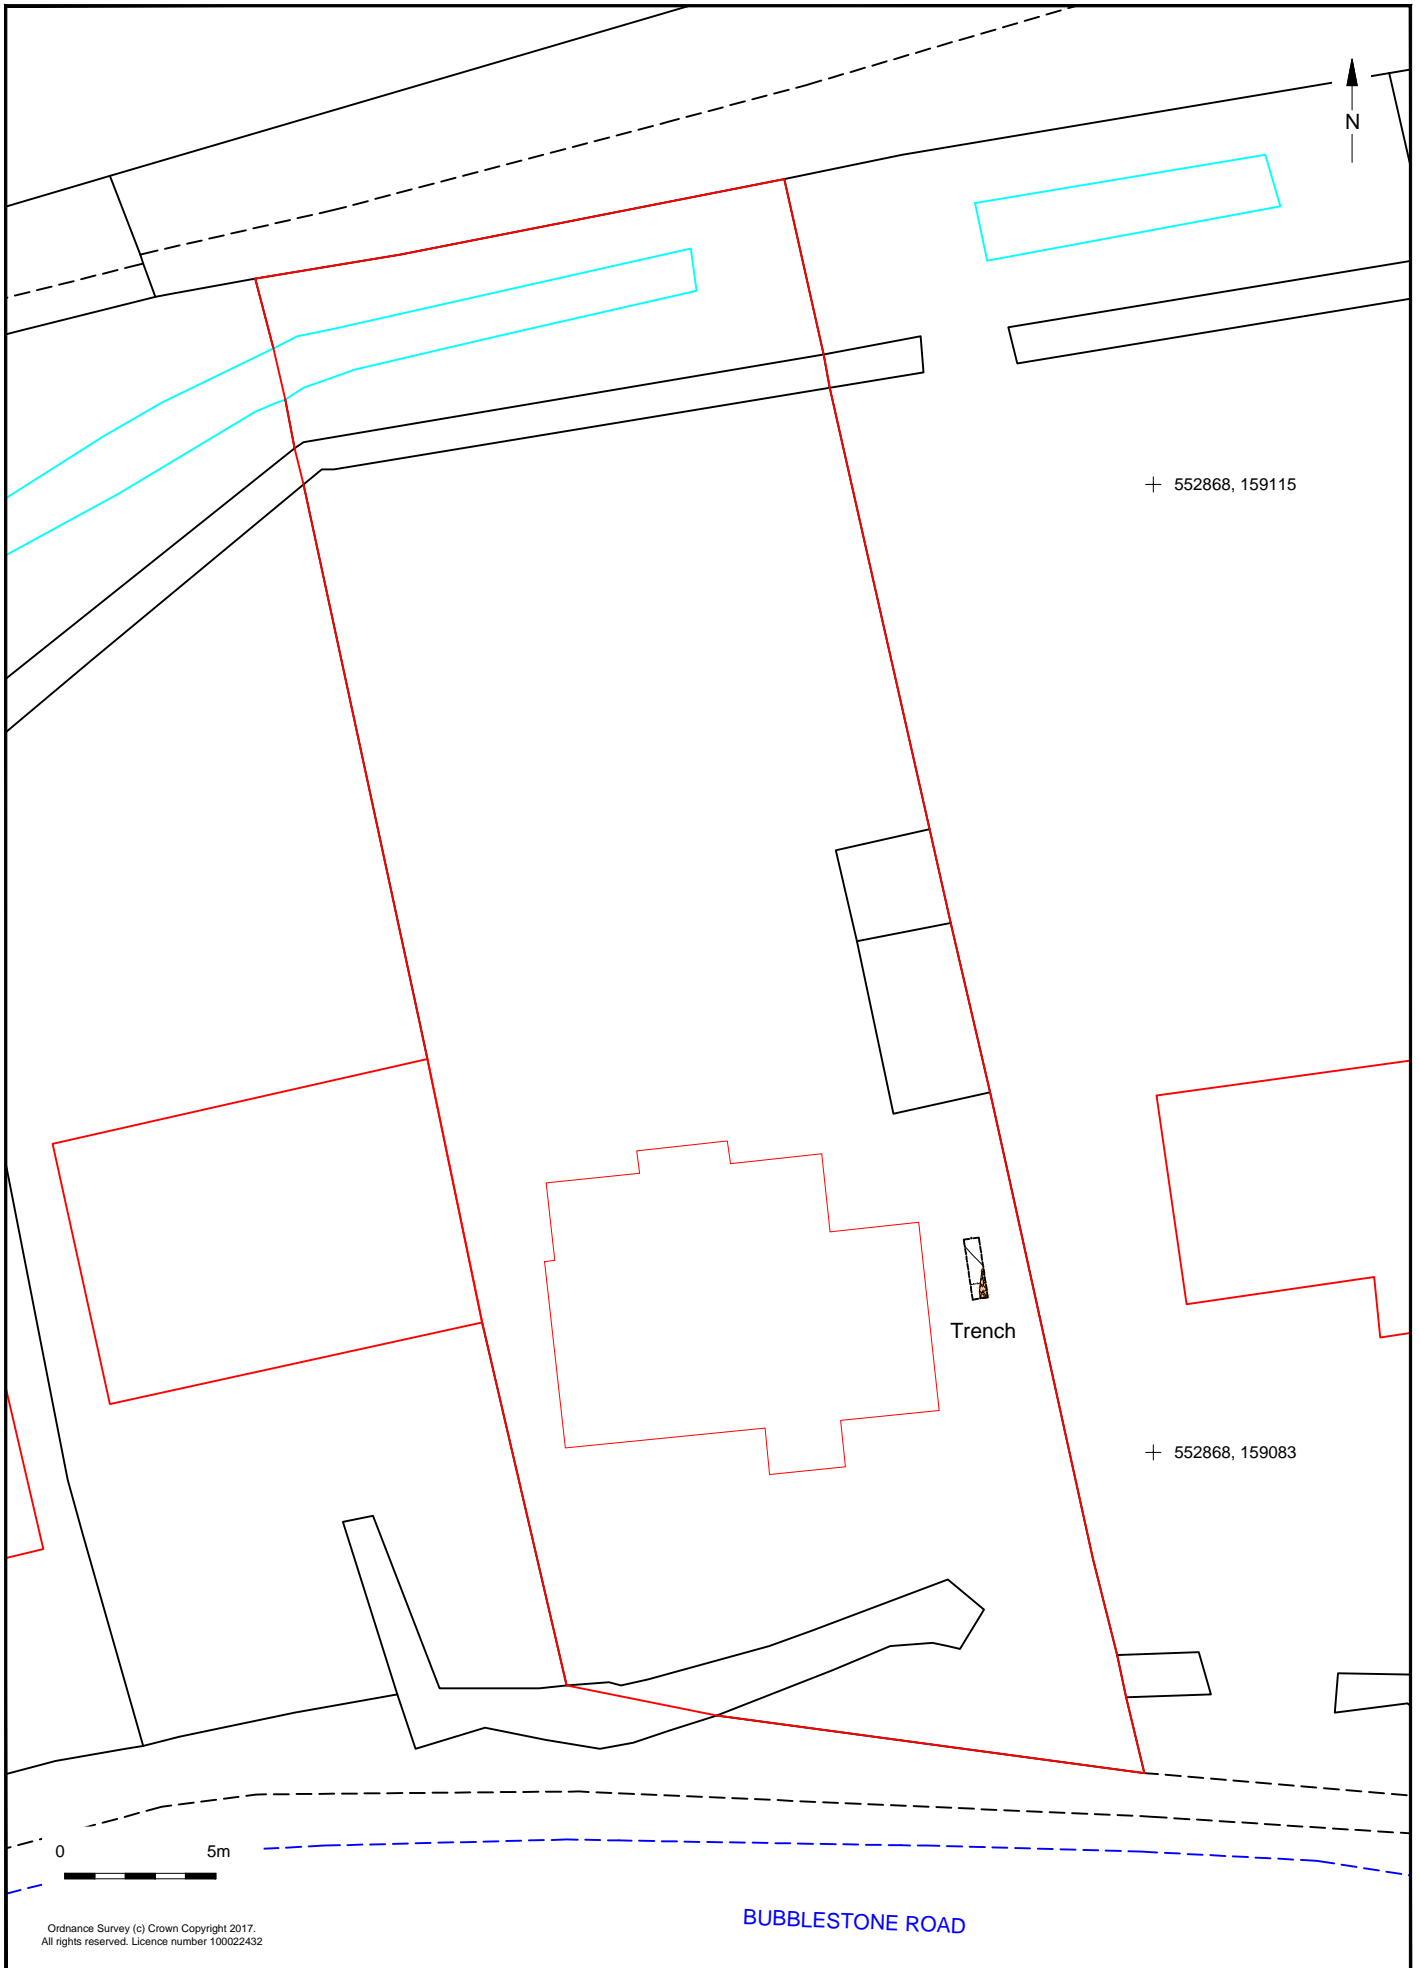 N
552868, 159115
Trench
552868, 159083
0 5m
BUBBLESTONE ROAD
Ordnance Survey (c) Crown Copyright 2017.
All rights reserved. Licence number 100022432